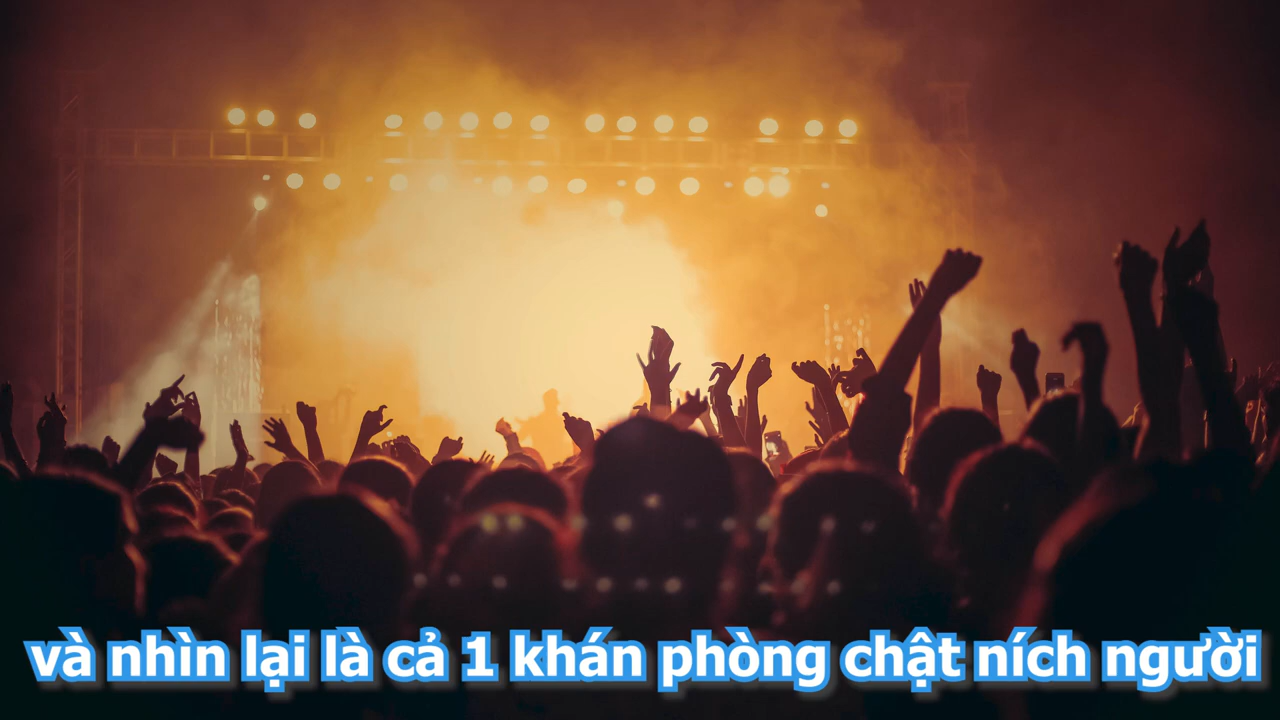 và nhìn lại là cả 1 khán phòng chật ních người